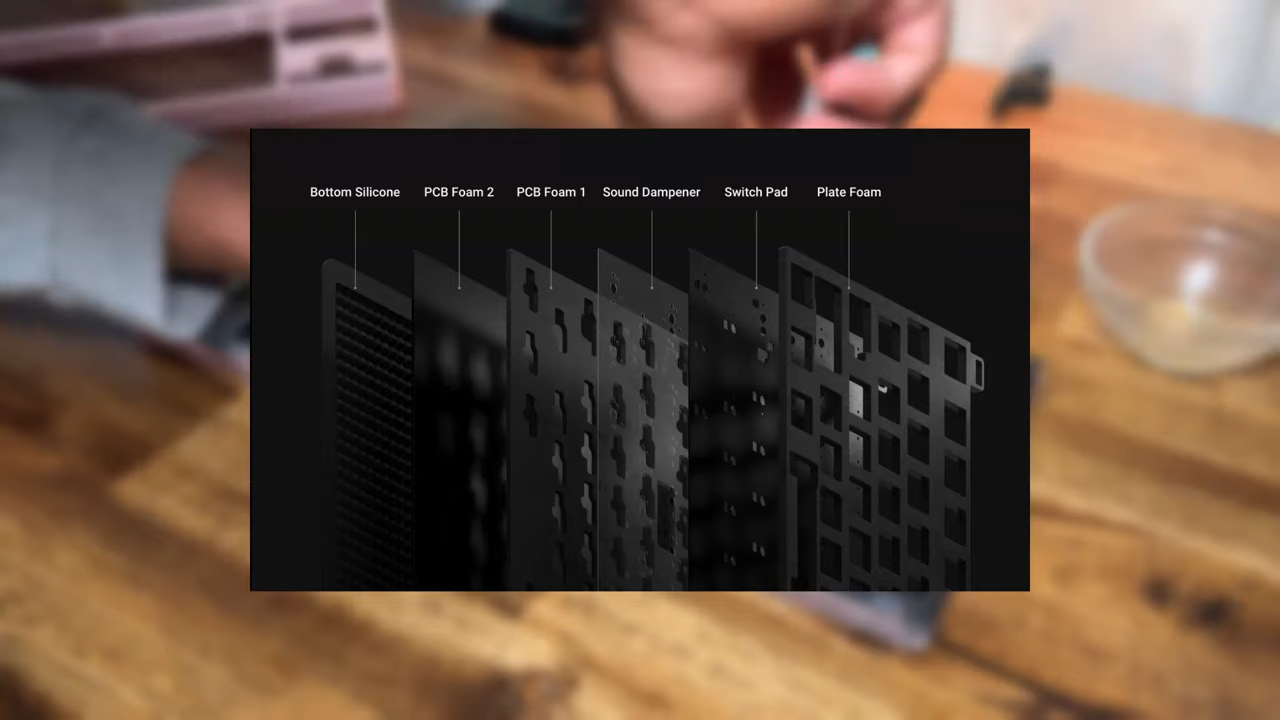 Bottom Silicone
PCB Foam 2
PCB Foam 1
Sound Dampener
Switch Pad
Plate Foam